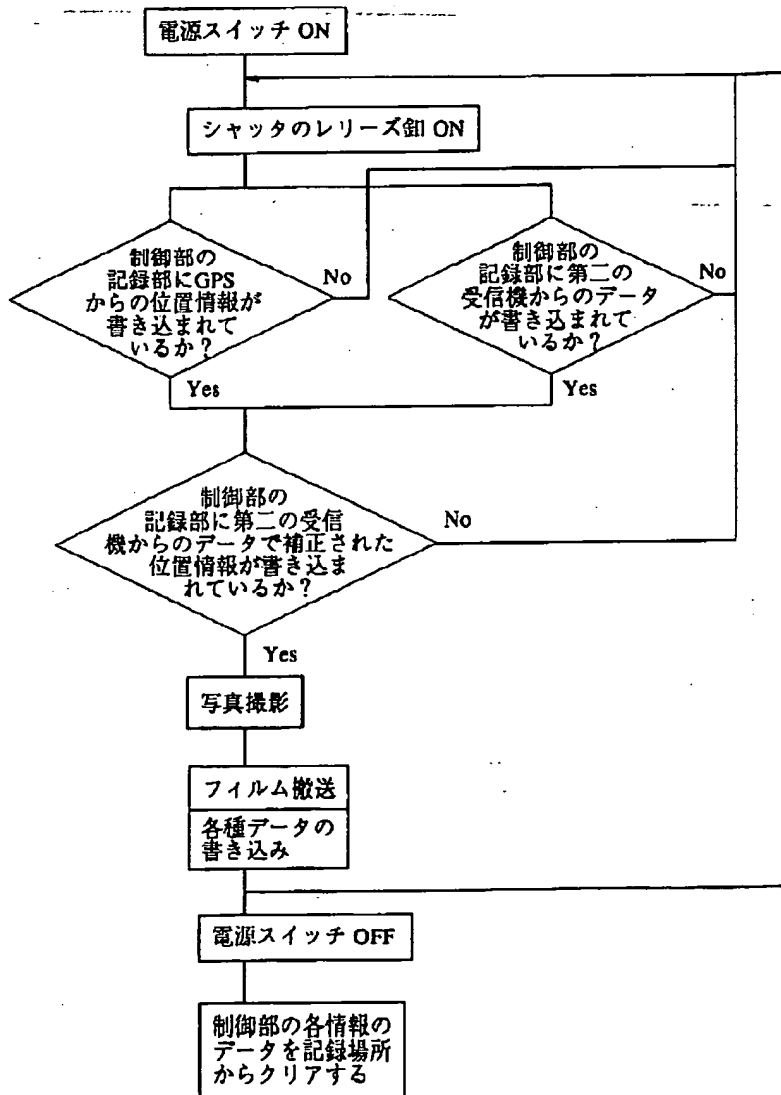 電源スイッチ ON
シャッタのレリーズ釦 ON
制御部の
記録部にGPS
からの位置情報が
書き込まれて
いるか？
No
Yes
制御部の
記録部に第二の
受信機からのデータ
が書き込まれて
いるか？
No
Yes
制御部の
記録部に第二の受信
機からのデータで補正された
位置情報が書き込ま
れているか？
No
Yes
写真撮影
フィルム搬送
各種データの
書き込み
電源スイッチ OFF
制御部の各情報の
データを記録場所
からクリアする